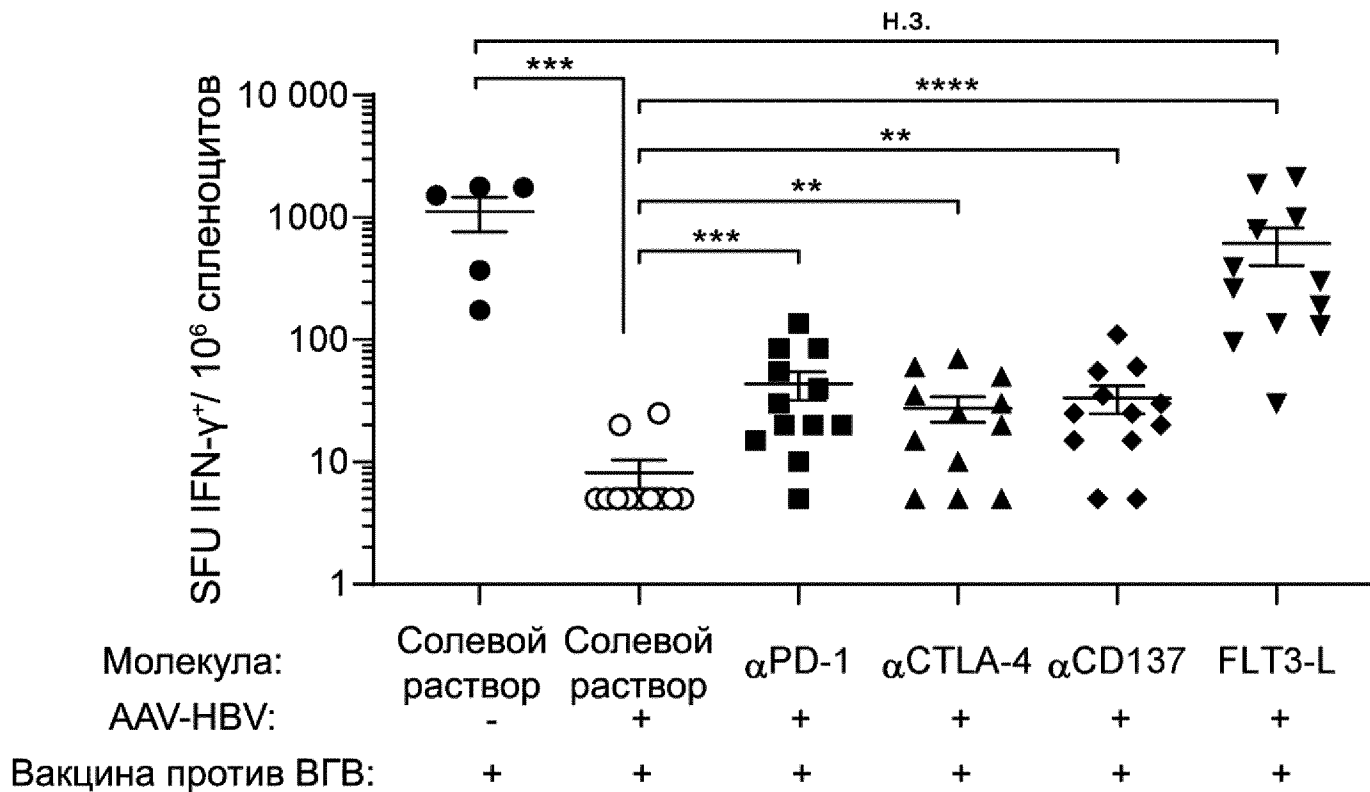 н.з.
***
****
**
**
***
SFU IFN-γ⁺/ 10⁶ спленоцитов
10 000
1000
100
10
1
Молекула: Солевой раствор Солевой раствор αPD-1 αCTLA-4 αCD137 FLT3-L
AAV-HBV: - + + + + +
Вакцина против ВГВ: + + + + + +